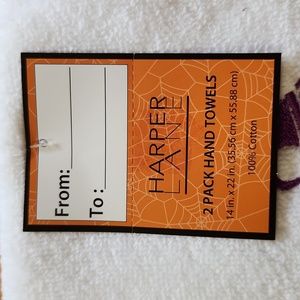 From:
To:
HARPER
LANE
2 PACK HAND TOWELS
14 in. x 22 in. (35.56 cm x 55.88 cm)
100% Cotton